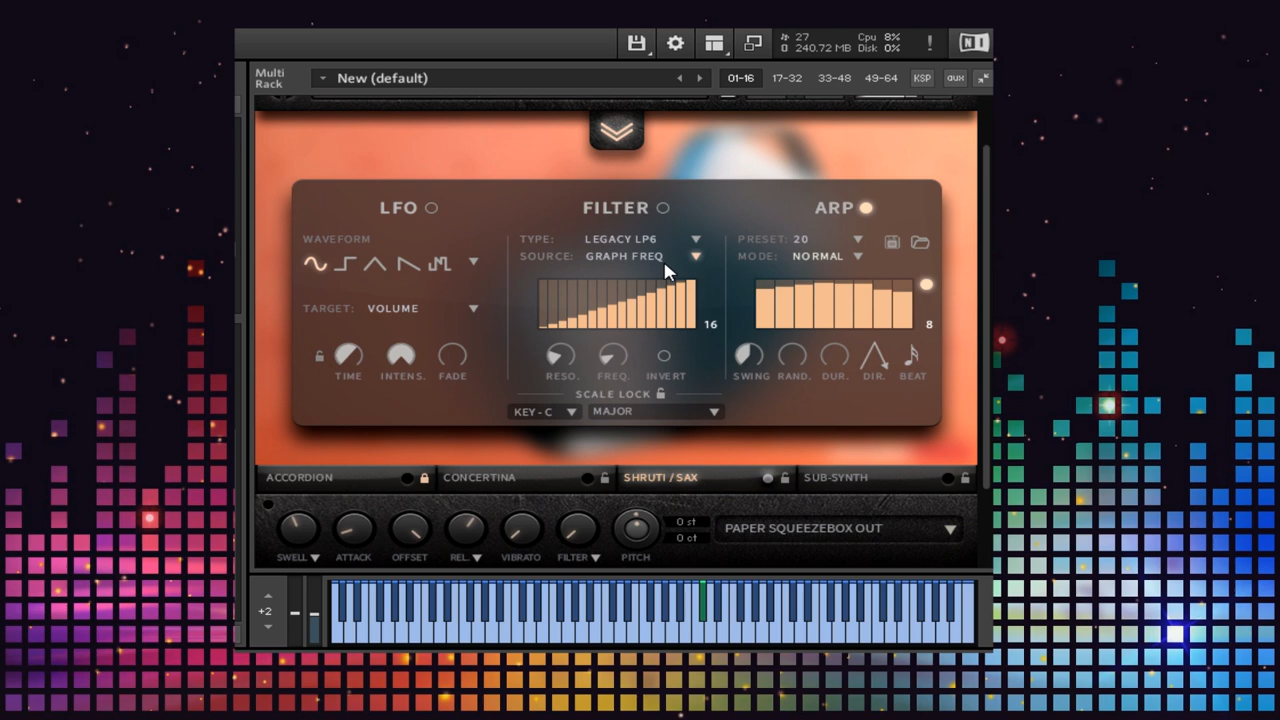 27 Cpu 8%
240.72 MB Disk 0%
!
Multi
Rack
New (default)
01-16 17-32 33-48 49-64 KSP aux
LFO FILTER ARP
WAVEFORM
TYPE: LEGACY LP6
SOURCE: GRAPH FREQ
PRESET: 20
MODE: NORMAL
TARGET: VOLUME
16
8
TIME INTENS. FADE
RESO. FREQ. INVERT
SWING RAND. DUR. DIR. BEAT
SCALE LOCK
KEY - C MAJOR
ACCORDION CONCERTINA SHRUTI / SAX SUB-SYNTH
0 st
0 ct
PAPER SQUEEZEBOX OUT
SWELL ATTACK OFFSET REL. VIBRATO FILTER PITCH
+2